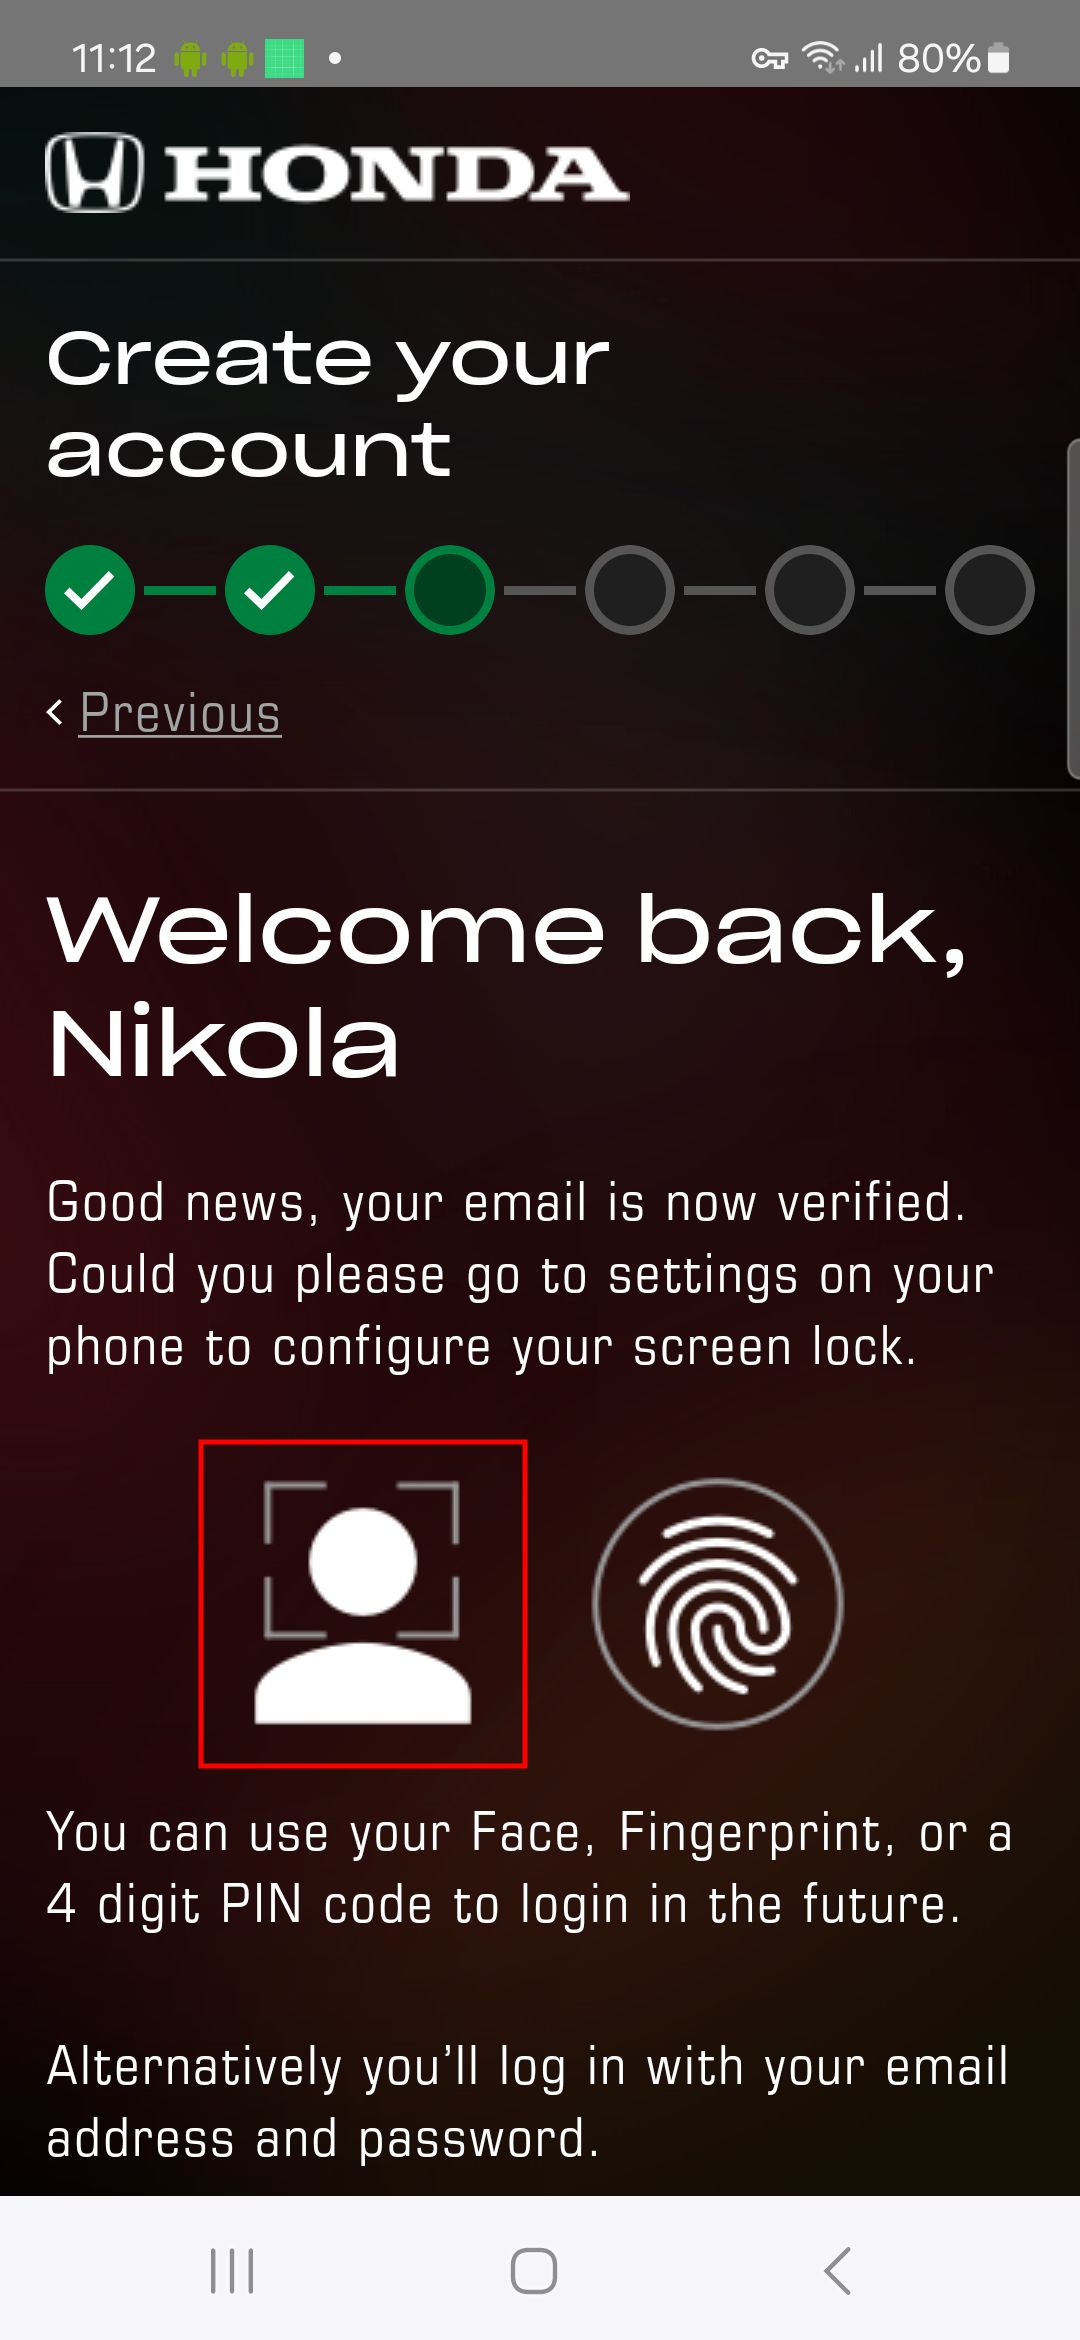 11:12
80%
HONDA
Create your
account
Previous
Welcome back,
Nikola
Good news, your email is now verified.
Could you please go to settings on your
phone to configure your screen lock.
You can use your Face, Fingerprint, or a
4 digit PIN code to login in the future.
Alternatively you’ll log in with your email
address and password.